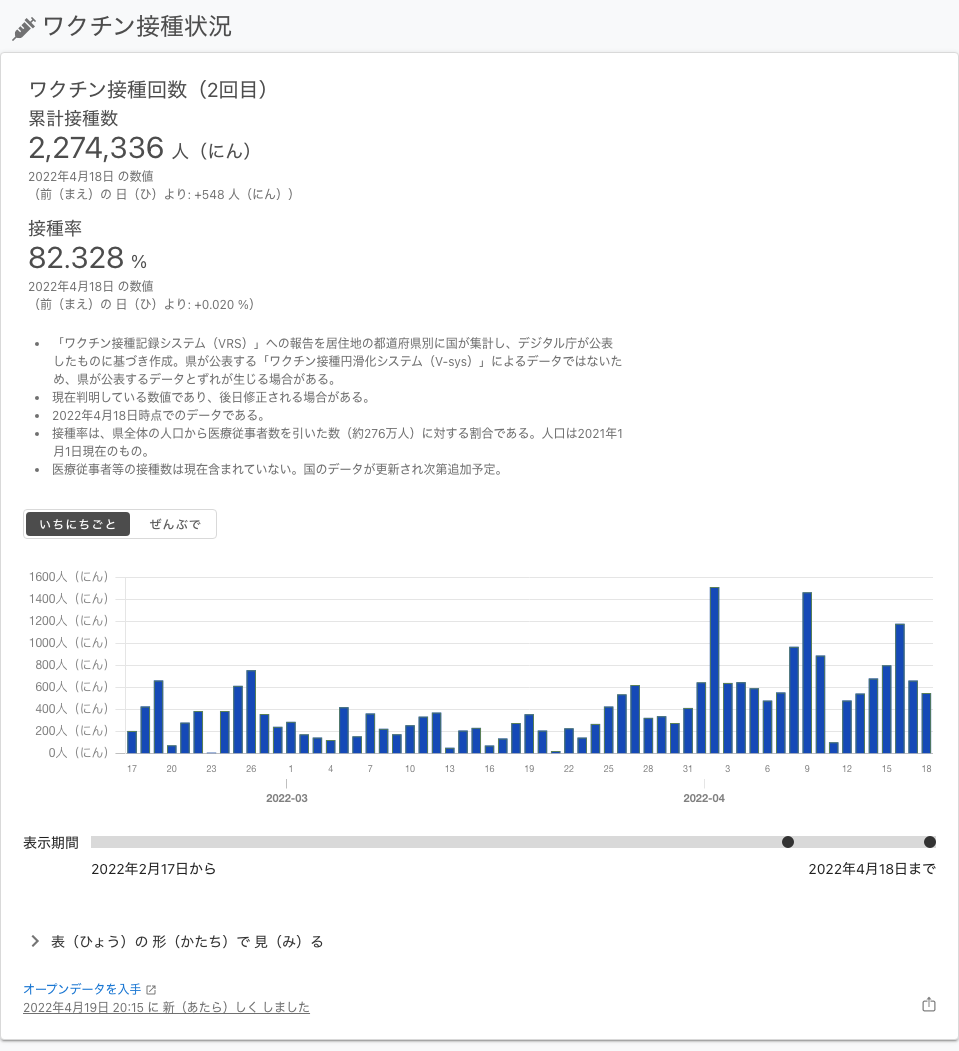 ワクチン接種状況
ワクチン接種回数（2回目）
累計接種数
2,274,336 人（にん）
2022年4月18日 の数値
（前（まえ）の 日（ひ）より: +548 人（にん））
接種率
82.328 %
2022年4月18日 の数値
（前（まえ）の 日（ひ）より: +0.020 %）
• 「ワクチン接種記録システム（VRS）」への報告を居住地の都道府県別に国が集計し、デジタル庁が公表
したものに基づき作成。県が公表する「ワクチン接種円滑化システム（V-sys）」によるデータではないた
め、県が公表するデータとずれが生じる場合がある。
• 現在判明している数値であり、後日修正される場合がある。
• 2022年4月18日時点でのデータである。
• 接種率は、県全体の人口から医療従事者数を引いた数（約276万人）に対する割合である。人口は2021年1
月1日現在のもの。
• 医療従事者等の接種数は現在含まれていない。国のデータが更新され次第追加予定。
いちにちごと ぜんぶで
1600人（にん）
1400人（にん）
1200人（にん）
1000人（にん）
800人（にん）
600人（にん）
400人（にん）
200人（にん）
0人（にん）
17 20 23 26 1 4 7 10 13 16 19 22 25 28 31 3 6 9 12 15 18
2022-03 2022-04
表示期間
2022年2月17日から 2022年4月18日まで
表（ひょう）の 形（かたち）で 見（み）る
オープンデータを入手
2022年4月19日 20:15 に 新（あたら）しく しました